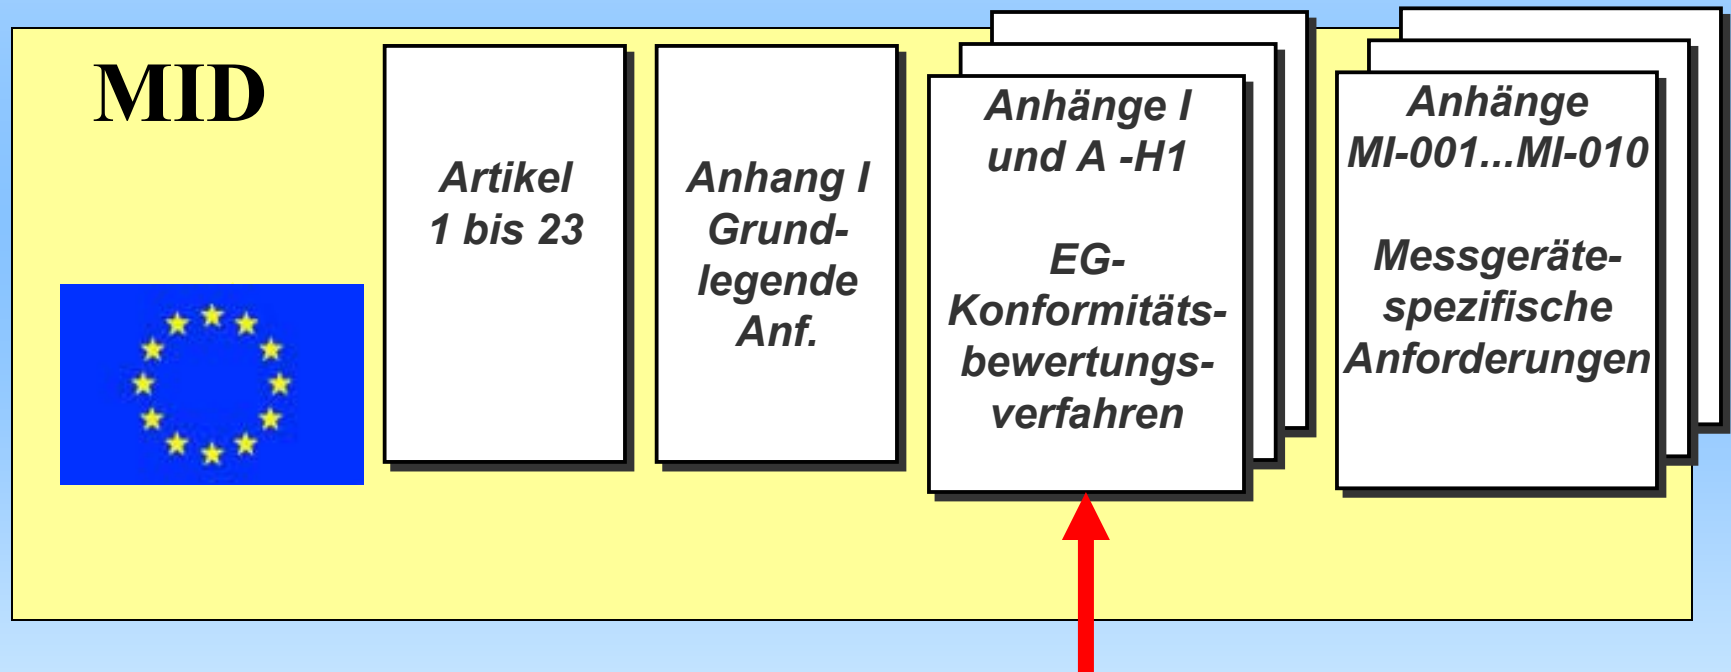 MID
Artikel
1 bis 23
Anhang I
Grund-
legende
Anf.
Anhänge I
und A -H1
EG-
Konformitäts-
bewertungs-
verfahren
Anhänge
MI-001...MI-010
Messgeräte-
spezifische
Anforderungen